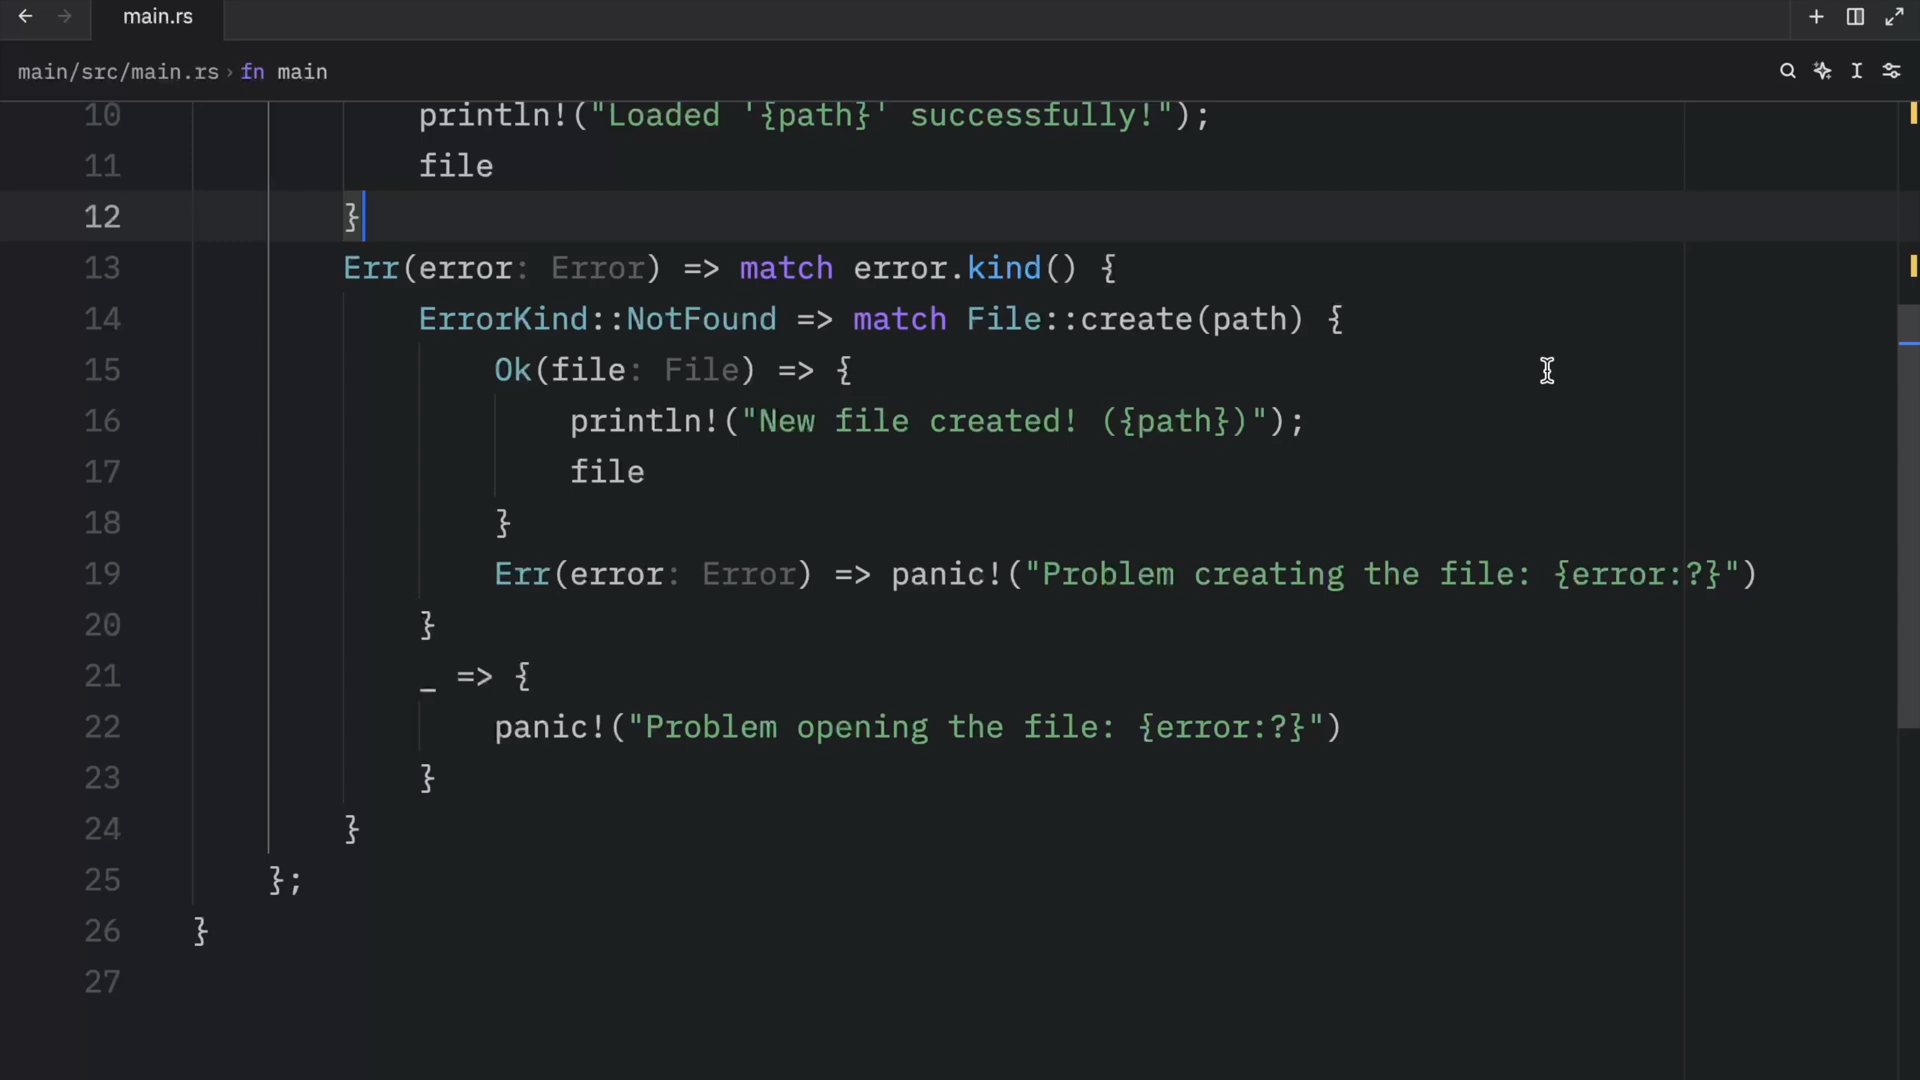 main.rs
main/src/main.rs › fn main
10 println!("Loaded '{path}' successfully!");
11 file
12 }
13 Err(error: Error) => match error.kind() {
14 ErrorKind::NotFound => match File::create(path) {
15 Ok(file: File) => {
16 println!("New file created! ({path})");
17 file
18 }
19 Err(error: Error) => panic!("Problem creating the file: {error:?}")
20 }
21 _ => {
22 panic!("Problem opening the file: {error:?}")
23 }
24 }
25 };
26 }
27